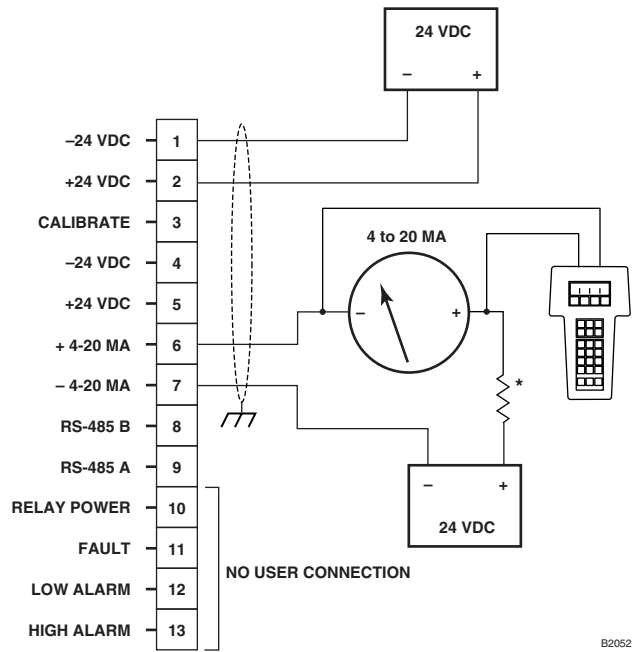 24 VDC
– +
–24 VDC 1
+24 VDC 2
CALIBRATE 3
–24 VDC 4
+24 VDC 5
+ 4-20 MA 6
– 4-20 MA 7
RS-485 B 8
RS-485 A 9
RELAY POWER 10
FAULT 11
LOW ALARM 12
HIGH ALARM 13
4 to 20 MA
– +
*
– +
24 VDC
NO USER CONNECTION
B2052